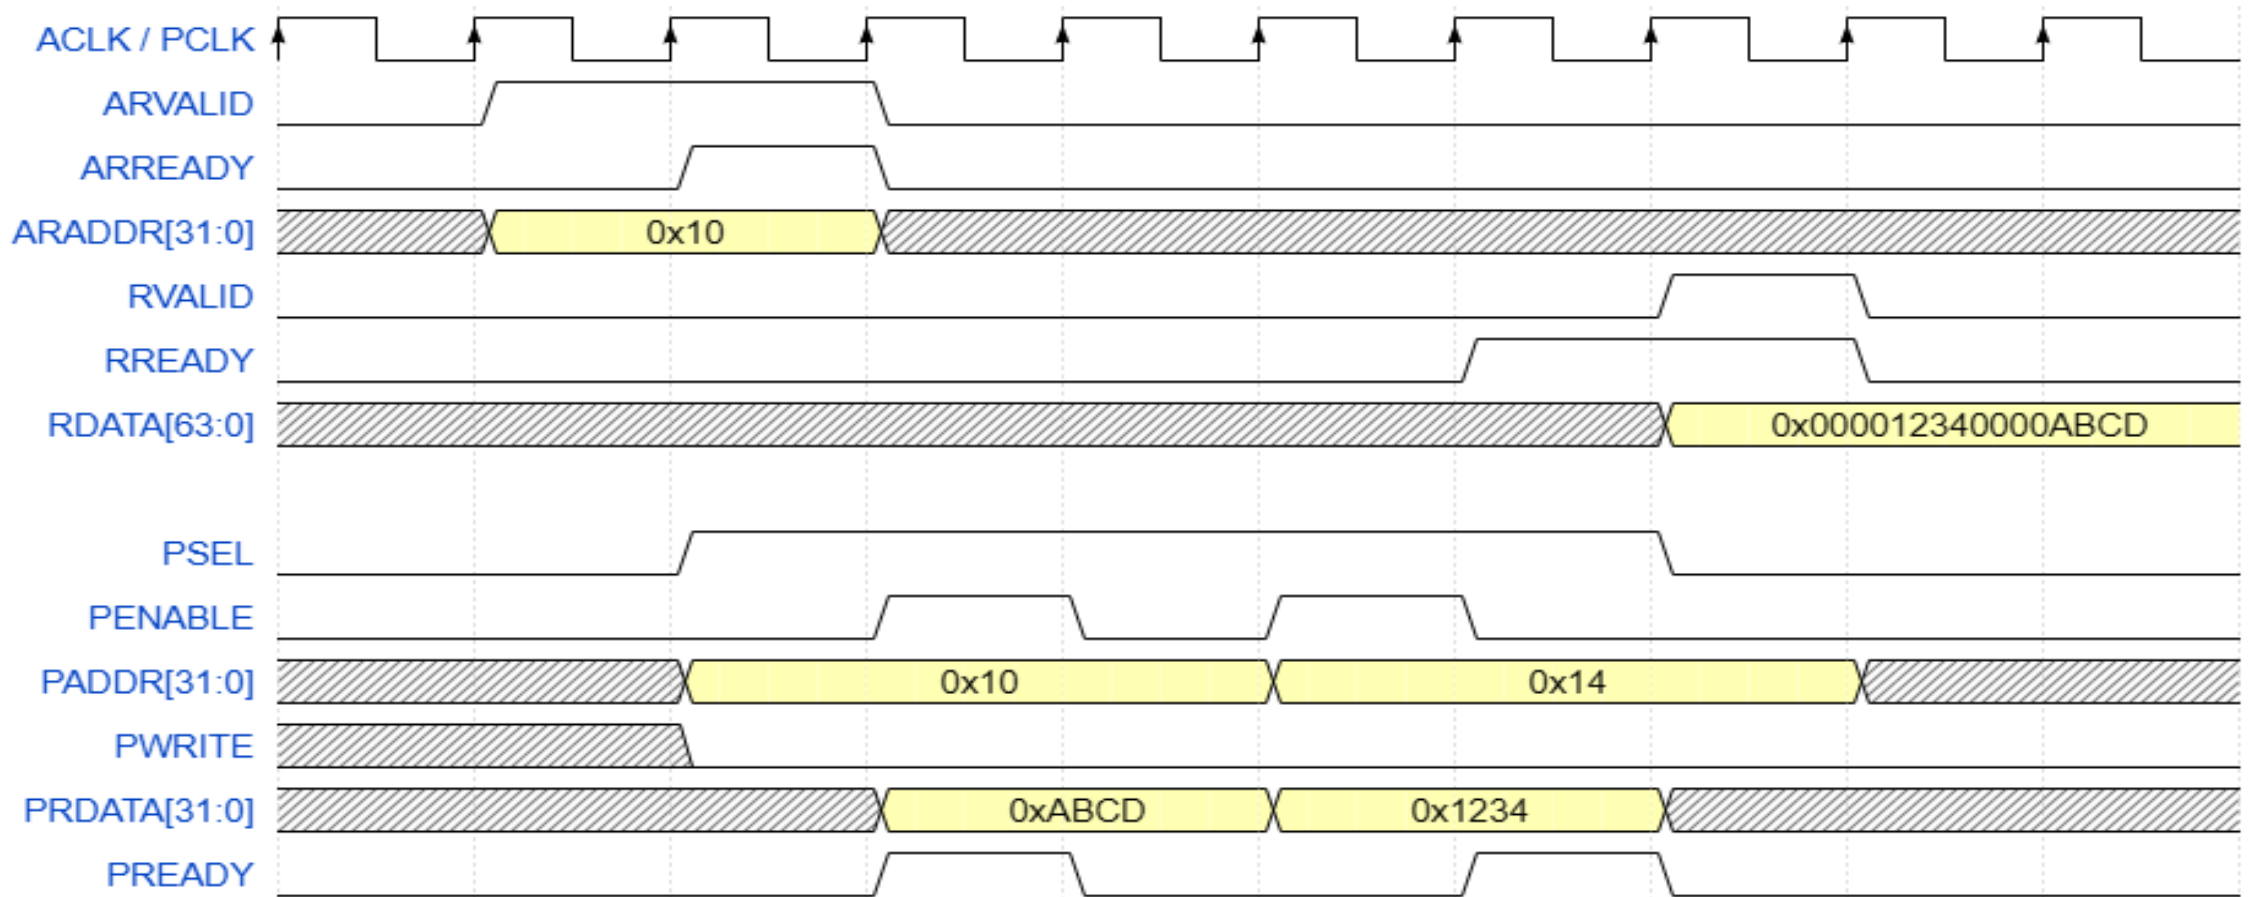 ACLK / PCLK
ARVALID
ARREADY
ARADDR[31:0] 0x10
RVALID
RREADY
RDATA[63:0] 0x000012340000ABCD
PSEL
PENABLE
PADDR[31:0] 0x10 0x14
PWRITE
PRDATA[31:0] 0xABCD 0x1234
PREADY